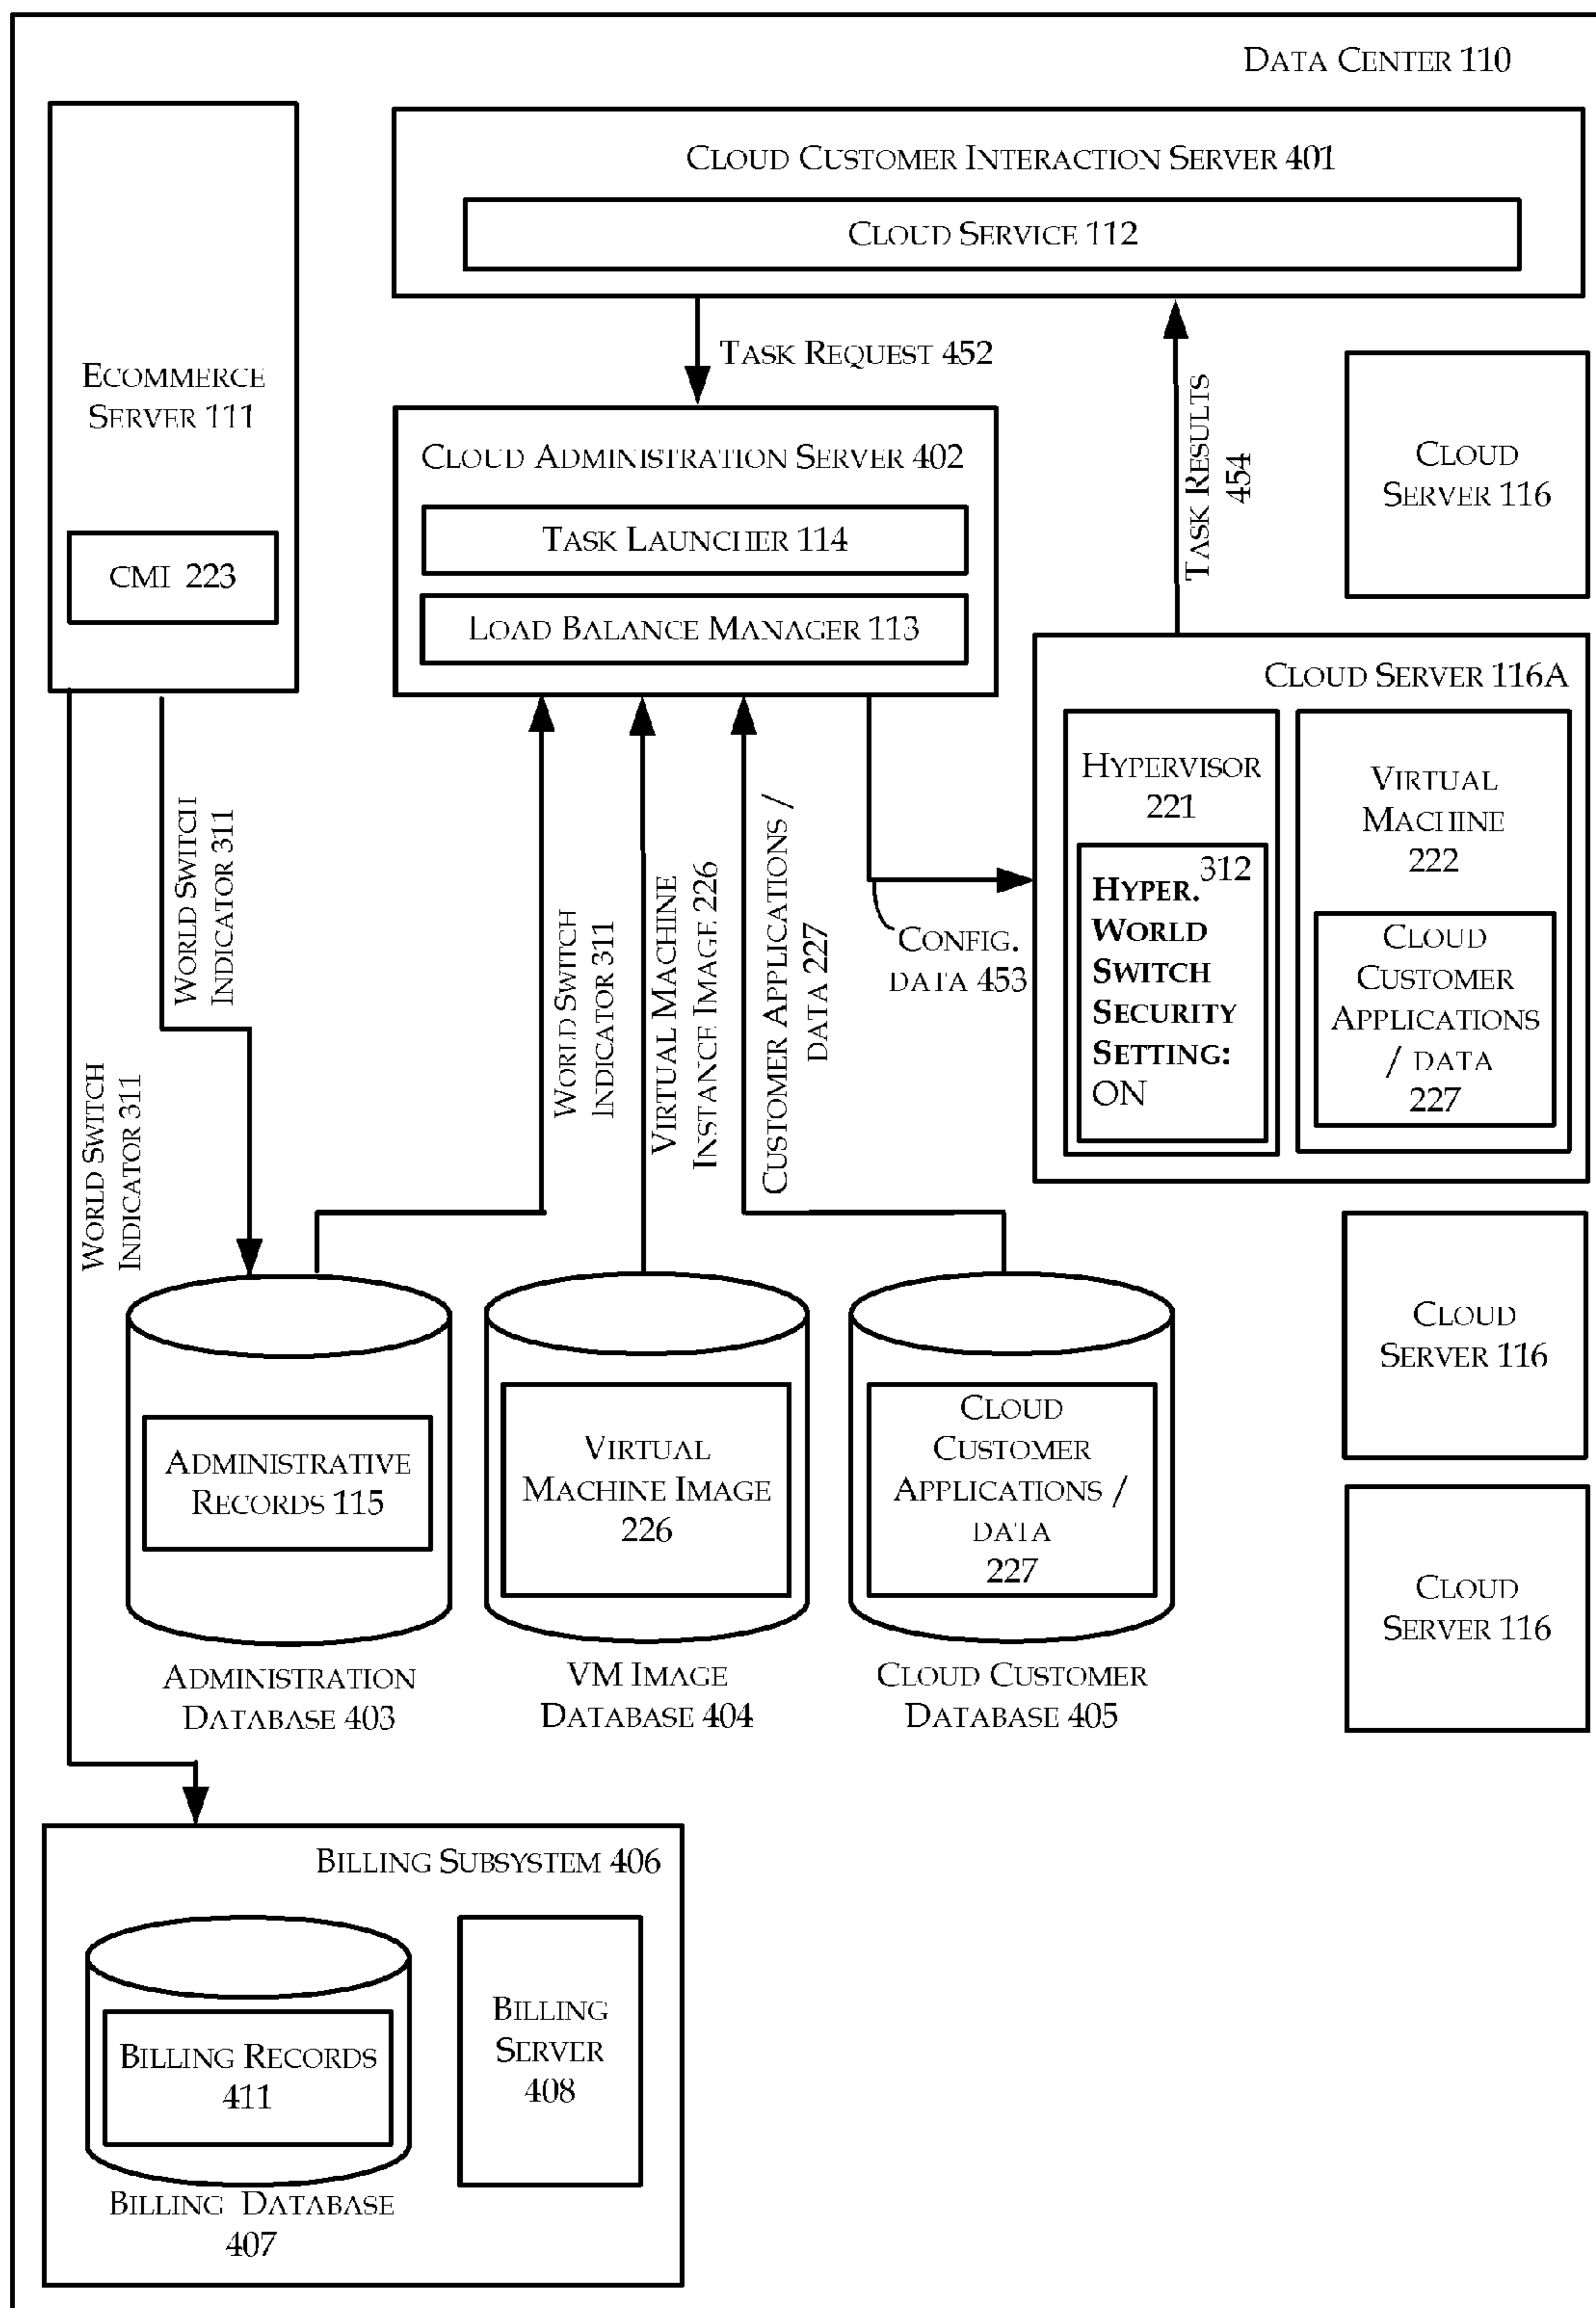 DATA CENTER 110
CLOUD CUSTOMER INTERACTION SERVER 401
CLOUD SERVICE 112
ECOMMERCE
SERVER 111
CMI 223
TASK REQUEST 452
CLOUD ADMINISTRATION SERVER 402
TASK LAUNCHER 114
LOAD BALANCE MANAGER 113
TASK RESULTS
454
CLOUD
SERVER 116
CLOUD SERVER 116A
HYPERVISOR
221
312
HYPER.
WORLD
SWITCH
SECURITY
SETTING:
ON
VIRTUAL
MACHINE
222
CLOUD
CUSTOMER
APPLICATIONS
/ DATA
227
WORLD SWITCH
INDICATOR 311
WORLD SWITCH
INDICATOR 311
WORLD SWITCH
INDICATOR 311
VIRTUAL MACHINE
INSTANCE IMAGE 226
CUSTOMER APPLICATIONS /
DATA 227
CONFIG.
DATA 453
ADMINISTRATIVE
RECORDS 115
ADMINISTRATION
DATABASE 403
VIRTUAL
MACHINE IMAGE
226
VM IMAGE
DATABASE 404
CLOUD
CUSTOMER
APPLICATIONS /
DATA
227
CLOUD CUSTOMER
DATABASE 405
CLOUD
SERVER 116
CLOUD
SERVER 116
BILLING SUBSYSTEM 406
BILLING RECORDS
411
BILLING DATABASE
407
BILLING
SERVER
408